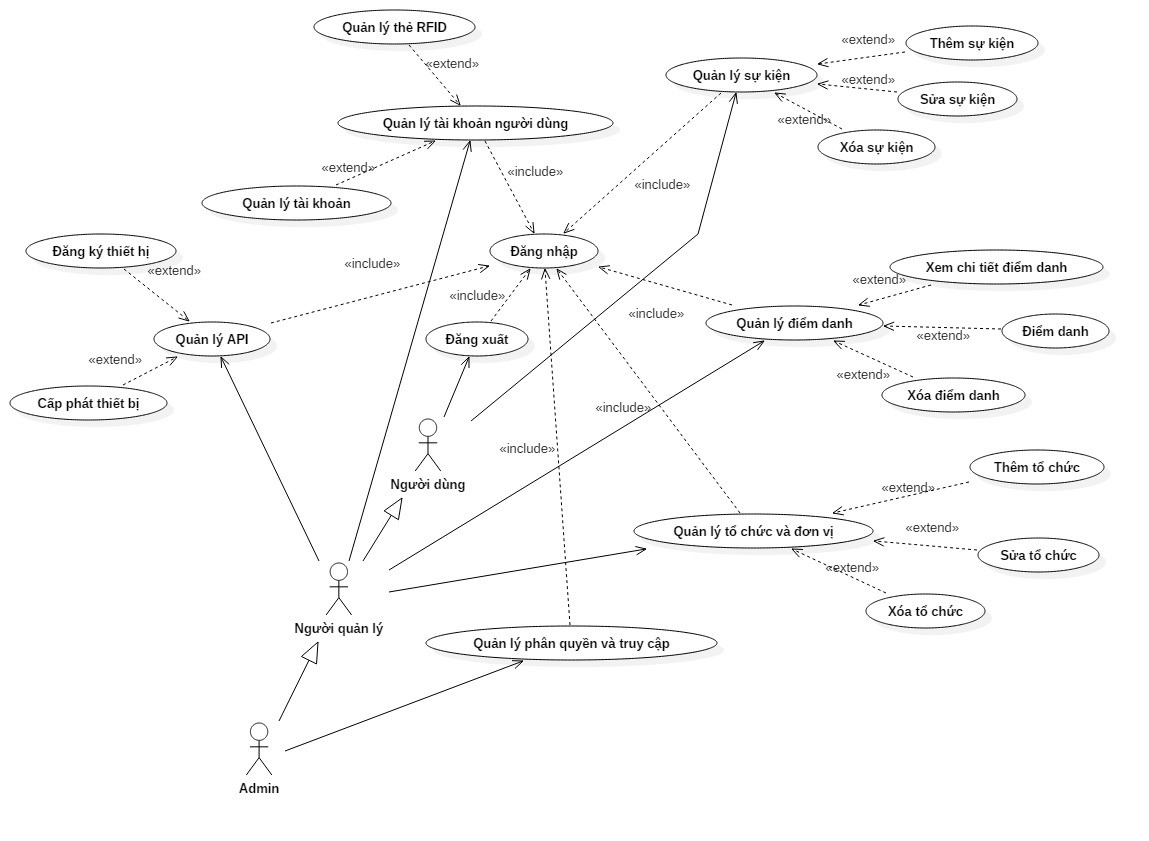 Quản lý thẻ RFID
«extend»
Thêm sự kiện
«extend»
Quản lý sự kiện
«extend»
Sửa sự kiện
Quản lý tài khoản người dùng
«extend»
Xóa sự kiện
«extend»
«include»
«include»
Quản lý tài khoản
Đăng ký thiết hị
«extend»
«include»
Đăng nhập
Xem chi tiết điểm danh
«extend»
«include»
«include»
Quản lý điểm danh
Điểm danh
«extend»
Quản lý API
Đăng xuất
«extend»
«extend»
Xóa điểm danh
Cấp phát thiết bị
«include»
«include»
Người dùng
Thêm tổ chức
«extend»
Quản lý tổ chức và đơn vị
«extend»
Sửa tổ chức
«extend»
Xóa tổ chức
Người quản lý
Quản lý phân quyền và truy cập
Admin